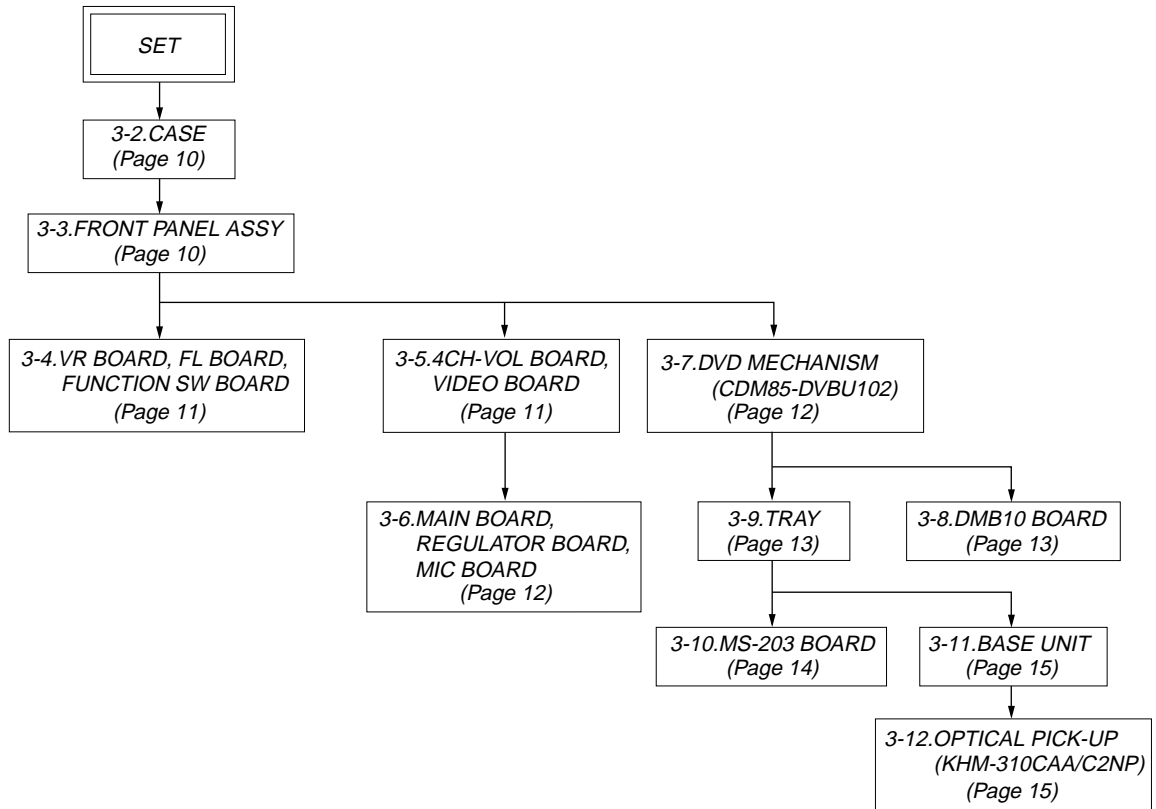 SET
3-2.CASE
(Page 10)
3-3.FRONT PANEL ASSY
(Page 10)
3-4.VR BOARD, FL BOARD,
FUNCTION SW BOARD
(Page 11)
3-5.4CH-VOL BOARD,
VIDEO BOARD
(Page 11)
3-7.DVD MECHANISM
(CDM85-DVBU102)
(Page 12)
3-6.MAIN BOARD,
REGULATOR BOARD,
MIC BOARD
(Page 12)
3-9.TRAY
(Page 13)
3-8.DMB10 BOARD
(Page 13)
3-10.MS-203 BOARD
(Page 14)
3-11.BASE UNIT
(Page 15)
3-12.OPTICAL PICK-UP
(KHM-310CAA/C2NP)
(Page 15)